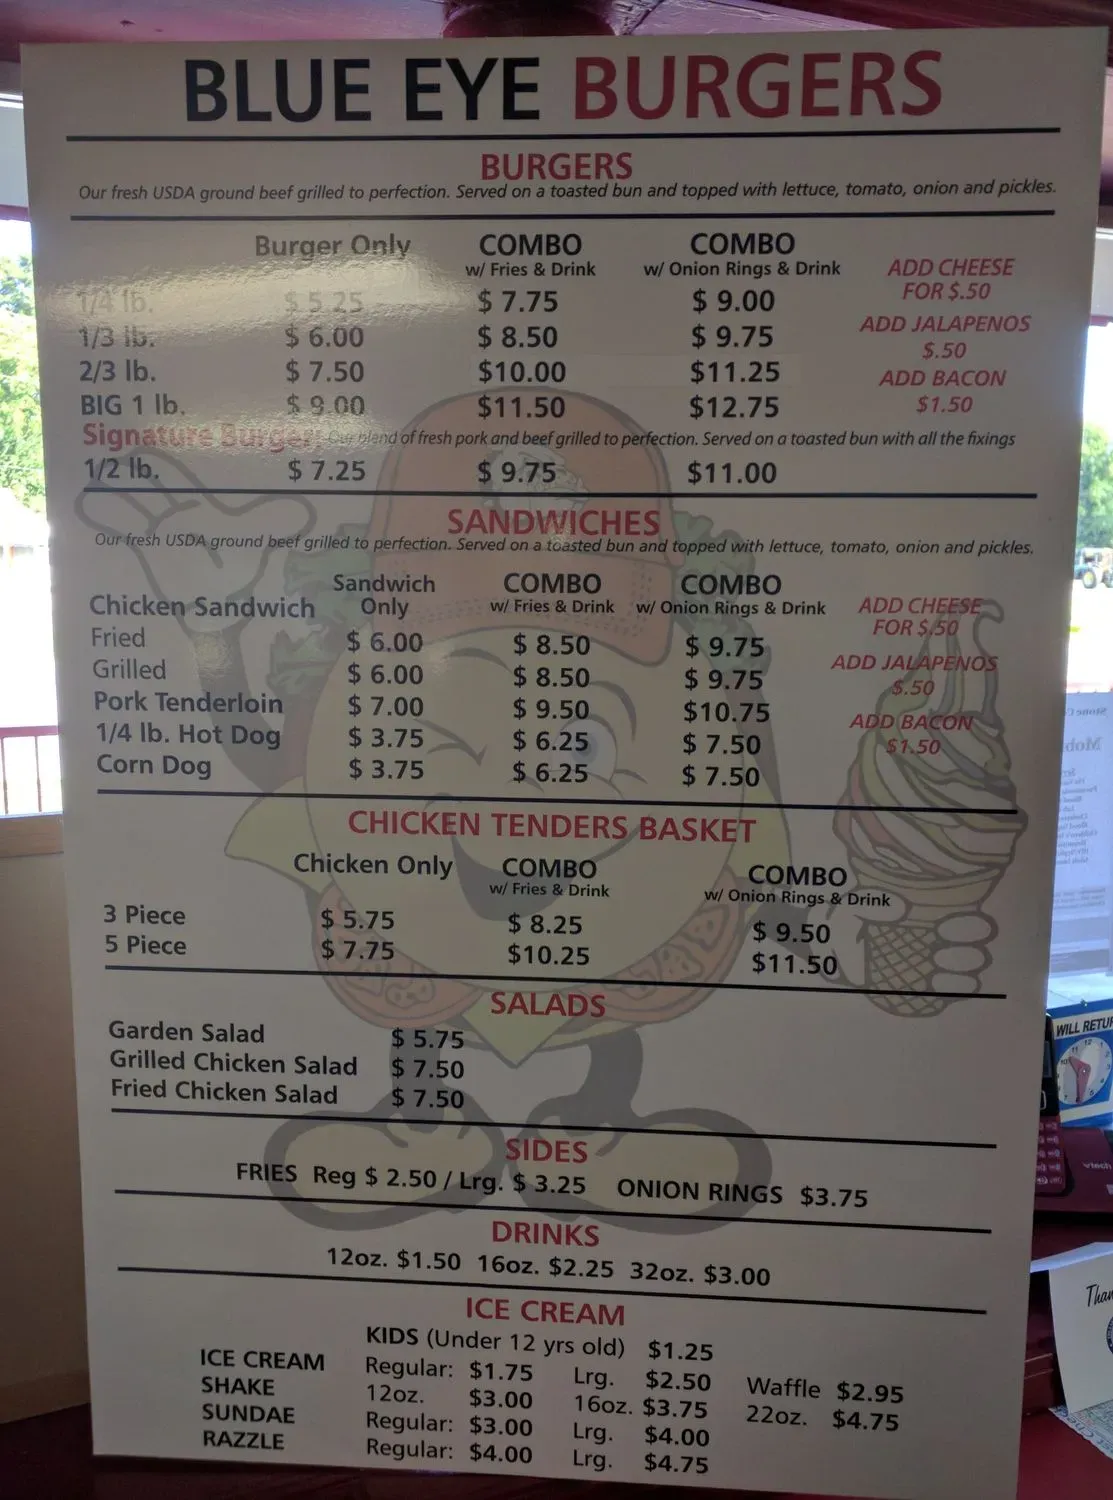 BLUE EYE BURGERS
BURGERS
Our fresh USDA ground beef grilled to perfection. Served on a toasted bun and topped with lettuce, tomato, onion and pickles.
Burger Only COMBO COMBO
w/ Fries & Drink w/ Onion Rings & Drink
ADD CHEESE
FOR $.50
1/4 lb. $ 5.25 $ 7.75 $ 9.00
ADD JALAPENOS
$.50
1/3 lb. $ 6.00 $ 8.50 $ 9.75
2/3 lb. $ 7.50 $10.00 $11.25
ADD BACON
$1.50
BIG 1 lb. $ 9.00 $11.50 $12.75
Signature Burger: Our blend of fresh pork and beef grilled to perfection. Served on a toasted bun with all the fixings
1/2 lb. $ 7.25 $ 9.75 $11.00
SANDWICHES
Our fresh USDA ground beef grilled to perfection. Served on a toasted bun and topped with lettuce, tomato, onion and pickles.
Sandwich COMBO COMBO
Chicken Sandwich Only w/ Fries & Drink w/ Onion Rings & Drink
ADD CHEESE
FOR $.50
Fried $ 6.00 $ 8.50 $ 9.75
ADD JALAPENOS
$.50
Grilled $ 6.00 $ 8.50 $ 9.75
Pork Tenderloin $ 7.00 $ 9.50 $10.75
ADD BACON
$1.50
1/4 lb. Hot Dog $ 3.75 $ 6.25 $ 7.50
Corn Dog $ 3.75 $ 6.25 $ 7.50
CHICKEN TENDERS BASKET
Chicken Only COMBO COMBO
w/ Fries & Drink w/ Onion Rings & Drink
3 Piece $ 5.75 $ 8.25 $ 9.50
5 Piece $ 7.75 $10.25 $11.50
SALADS
Garden Salad $ 5.75
Grilled Chicken Salad $ 7.50
Fried Chicken Salad $ 7.50
SIDES
FRIES Reg $ 2.50 / Lrg. $ 3.25 ONION RINGS $3.75
DRINKS
12oz. $1.50 16oz. $2.25 32oz. $3.00
ICE CREAM
KIDS (Under 12 yrs old) $1.25
ICE CREAM Regular: $1.75 Lrg. $2.50 Waffle $2.95
SHAKE 12oz. $3.00 16oz. $3.75 22oz. $4.75
SUNDAE Regular: $3.00 Lrg. $4.00
RAZZLE Regular: $4.00 Lrg. $4.75
WILL RETU
vtech